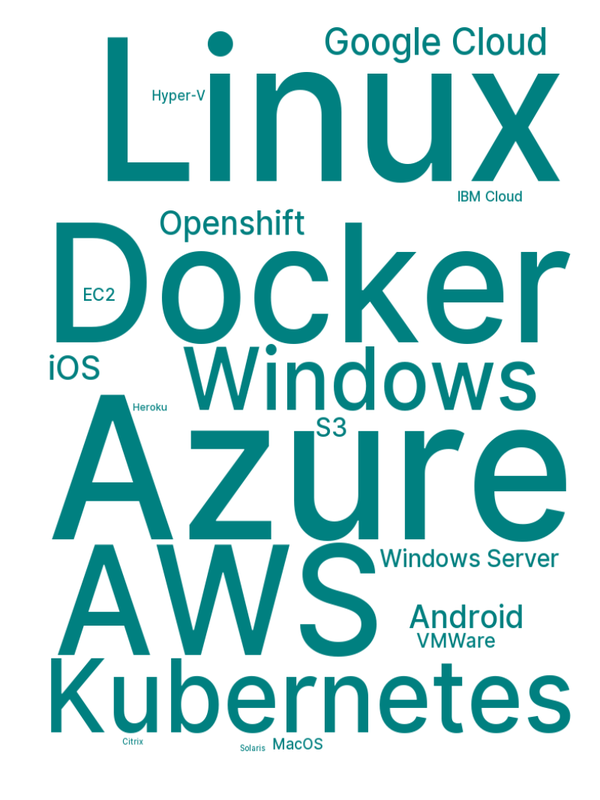 Google Cloud
Linux
Hyper-V
IBM Cloud
Openshift
Docker
EC2
iOS
Windows
Heroku
S3
Azure
AWS
Windows Server
Android
VMWare
Kubernetes
Citrix
Solaris
MacOS